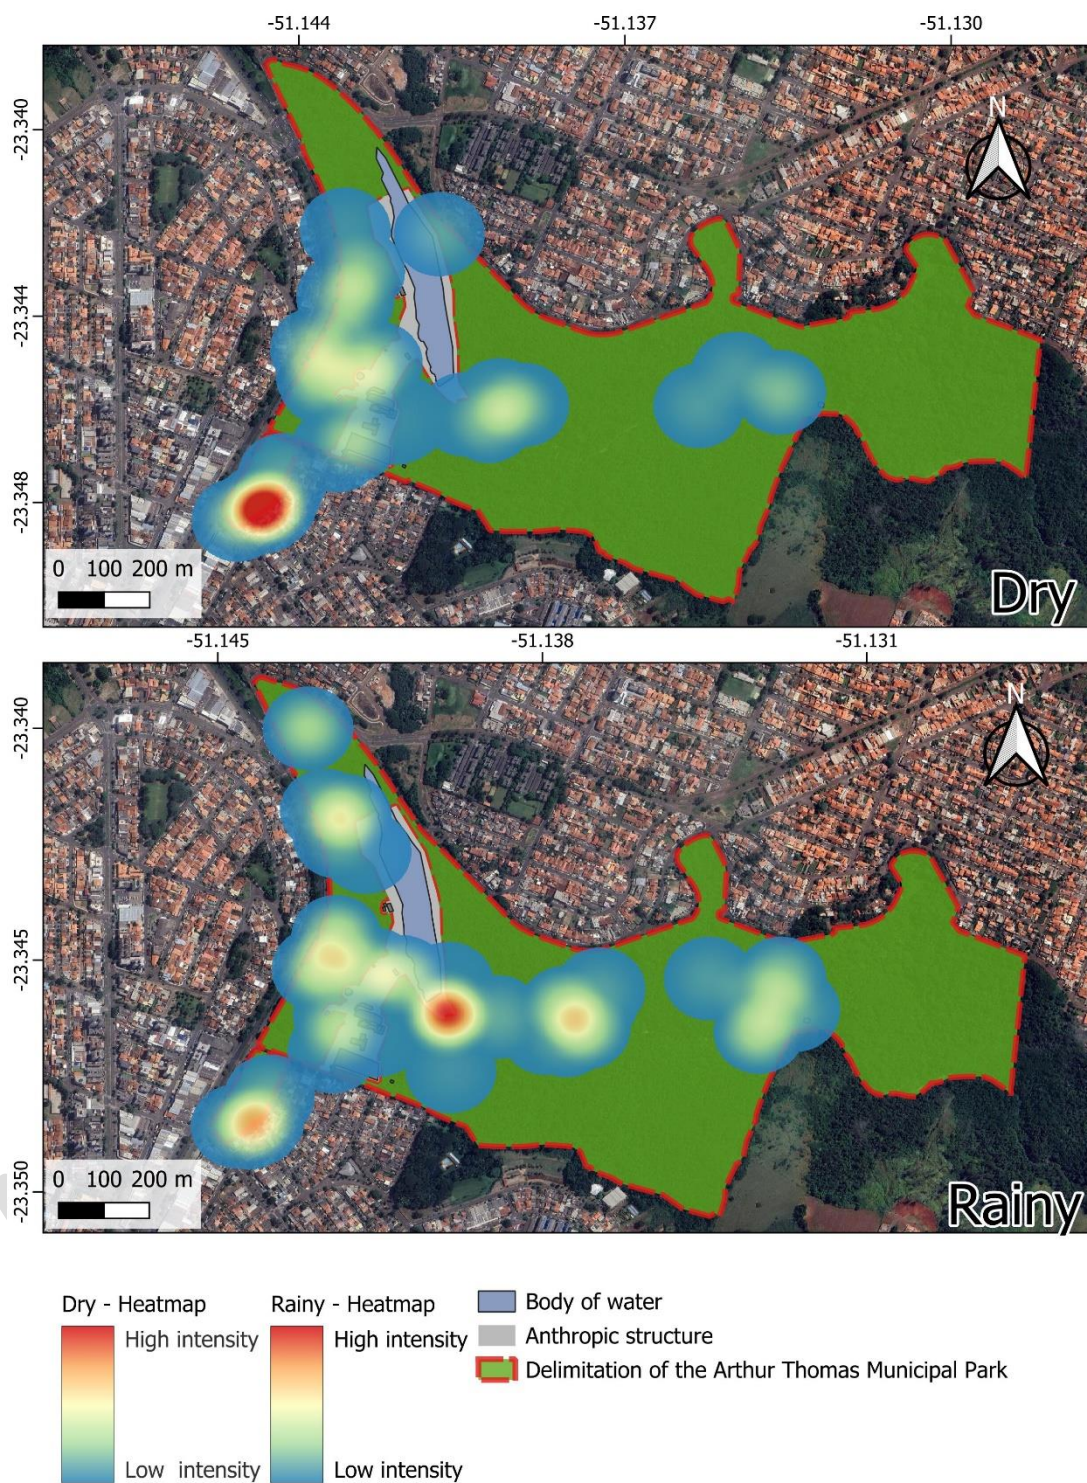 -51.144 -51.137 -51.130
N
-23.340
-23.344
-23.348
0 100 200 m
Dry
-51.145 -51.138 -51.131
N
-23.340
-23.345
-23.350
0 100 200 m
Rainy
Dry - Heatmap
High intensity
Low intensity
Rainy - Heatmap
High intensity
Low intensity
Body of water
Anthropic structure
Delimitation of the Arthur Thomas Municipal Park